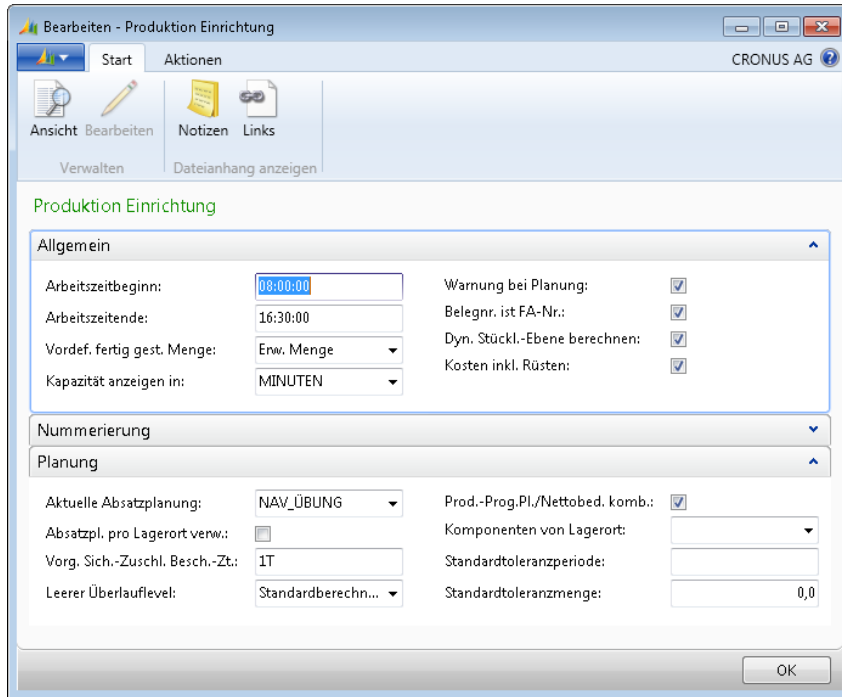 Bearbeiten - Produktion Einrichtung
Start Aktionen CRONUS AG
Ansicht Bearbeiten Notizen Links
Verwalten Dateianhang anzeigen
Produktion Einrichtung
Allgemein
Arbeitszeitbeginn: 08:00:00 Warnung bei Planung:
Arbeitszeitende: 16:30:00 Belegnr. ist FA-Nr.:
Vordef. fertig gest. Menge: Erw. Menge Dyn. Stückl.-Ebene berechnen:
Kapazität anzeigen in: MINUTEN Kosten inkl. Rüsten:
Nummerierung
Planung
Aktuelle Absatzplanung: NAV_ÜBUNG Prod.-Prog.Pl./Nettobed. komb.:
Absatzpl. pro Lagerort verw.: Komponenten von Lagerort:
Vorg. Sich.-Zuschl. Besch.-Zt.: 1T Standardtoleranzperiode:
Leerer Überlauflevel: Standardberechn... Standardtoleranzmenge: 0,0
OK